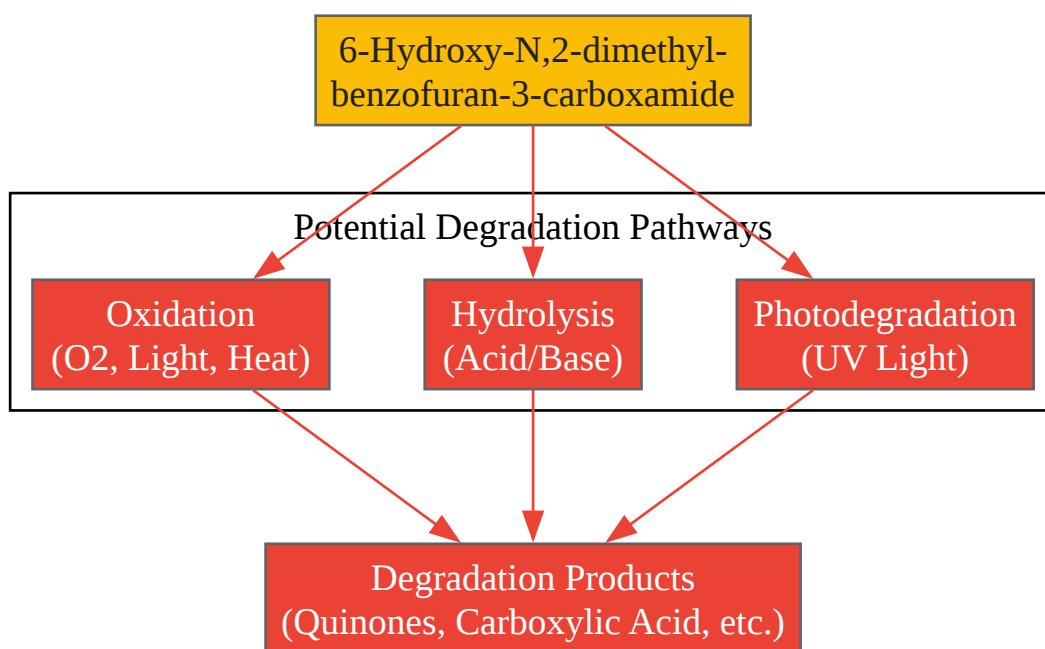 6-Hydroxy-N,2-dimethyl-
benzofuran-3-carboxamide
Potential Degradation Pathways
Oxidation
(O2, Light, Heat)
Hydrolysis
(Acid/Base)
Photodegradation
(UV Light)
Degradation Products
(Quinones, Carboxylic Acid, etc.)